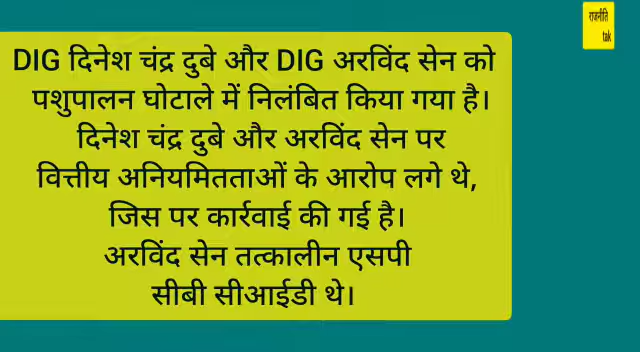 राजनीति
tak
DIG दिनेश चंद्र दुबे और DIG अरविंद सेन को
पशुपालन घोटाले में निलंबित किया गया है।
दिनेश चंद्र दुबे और अरविंद सेन पर
वित्तीय अनियमितताओं के आरोप लगे थे,
जिस पर कार्रवाई की गई है।
अरविंद सेन तत्कालीन एसपी
सीबी सीआईडी थे।